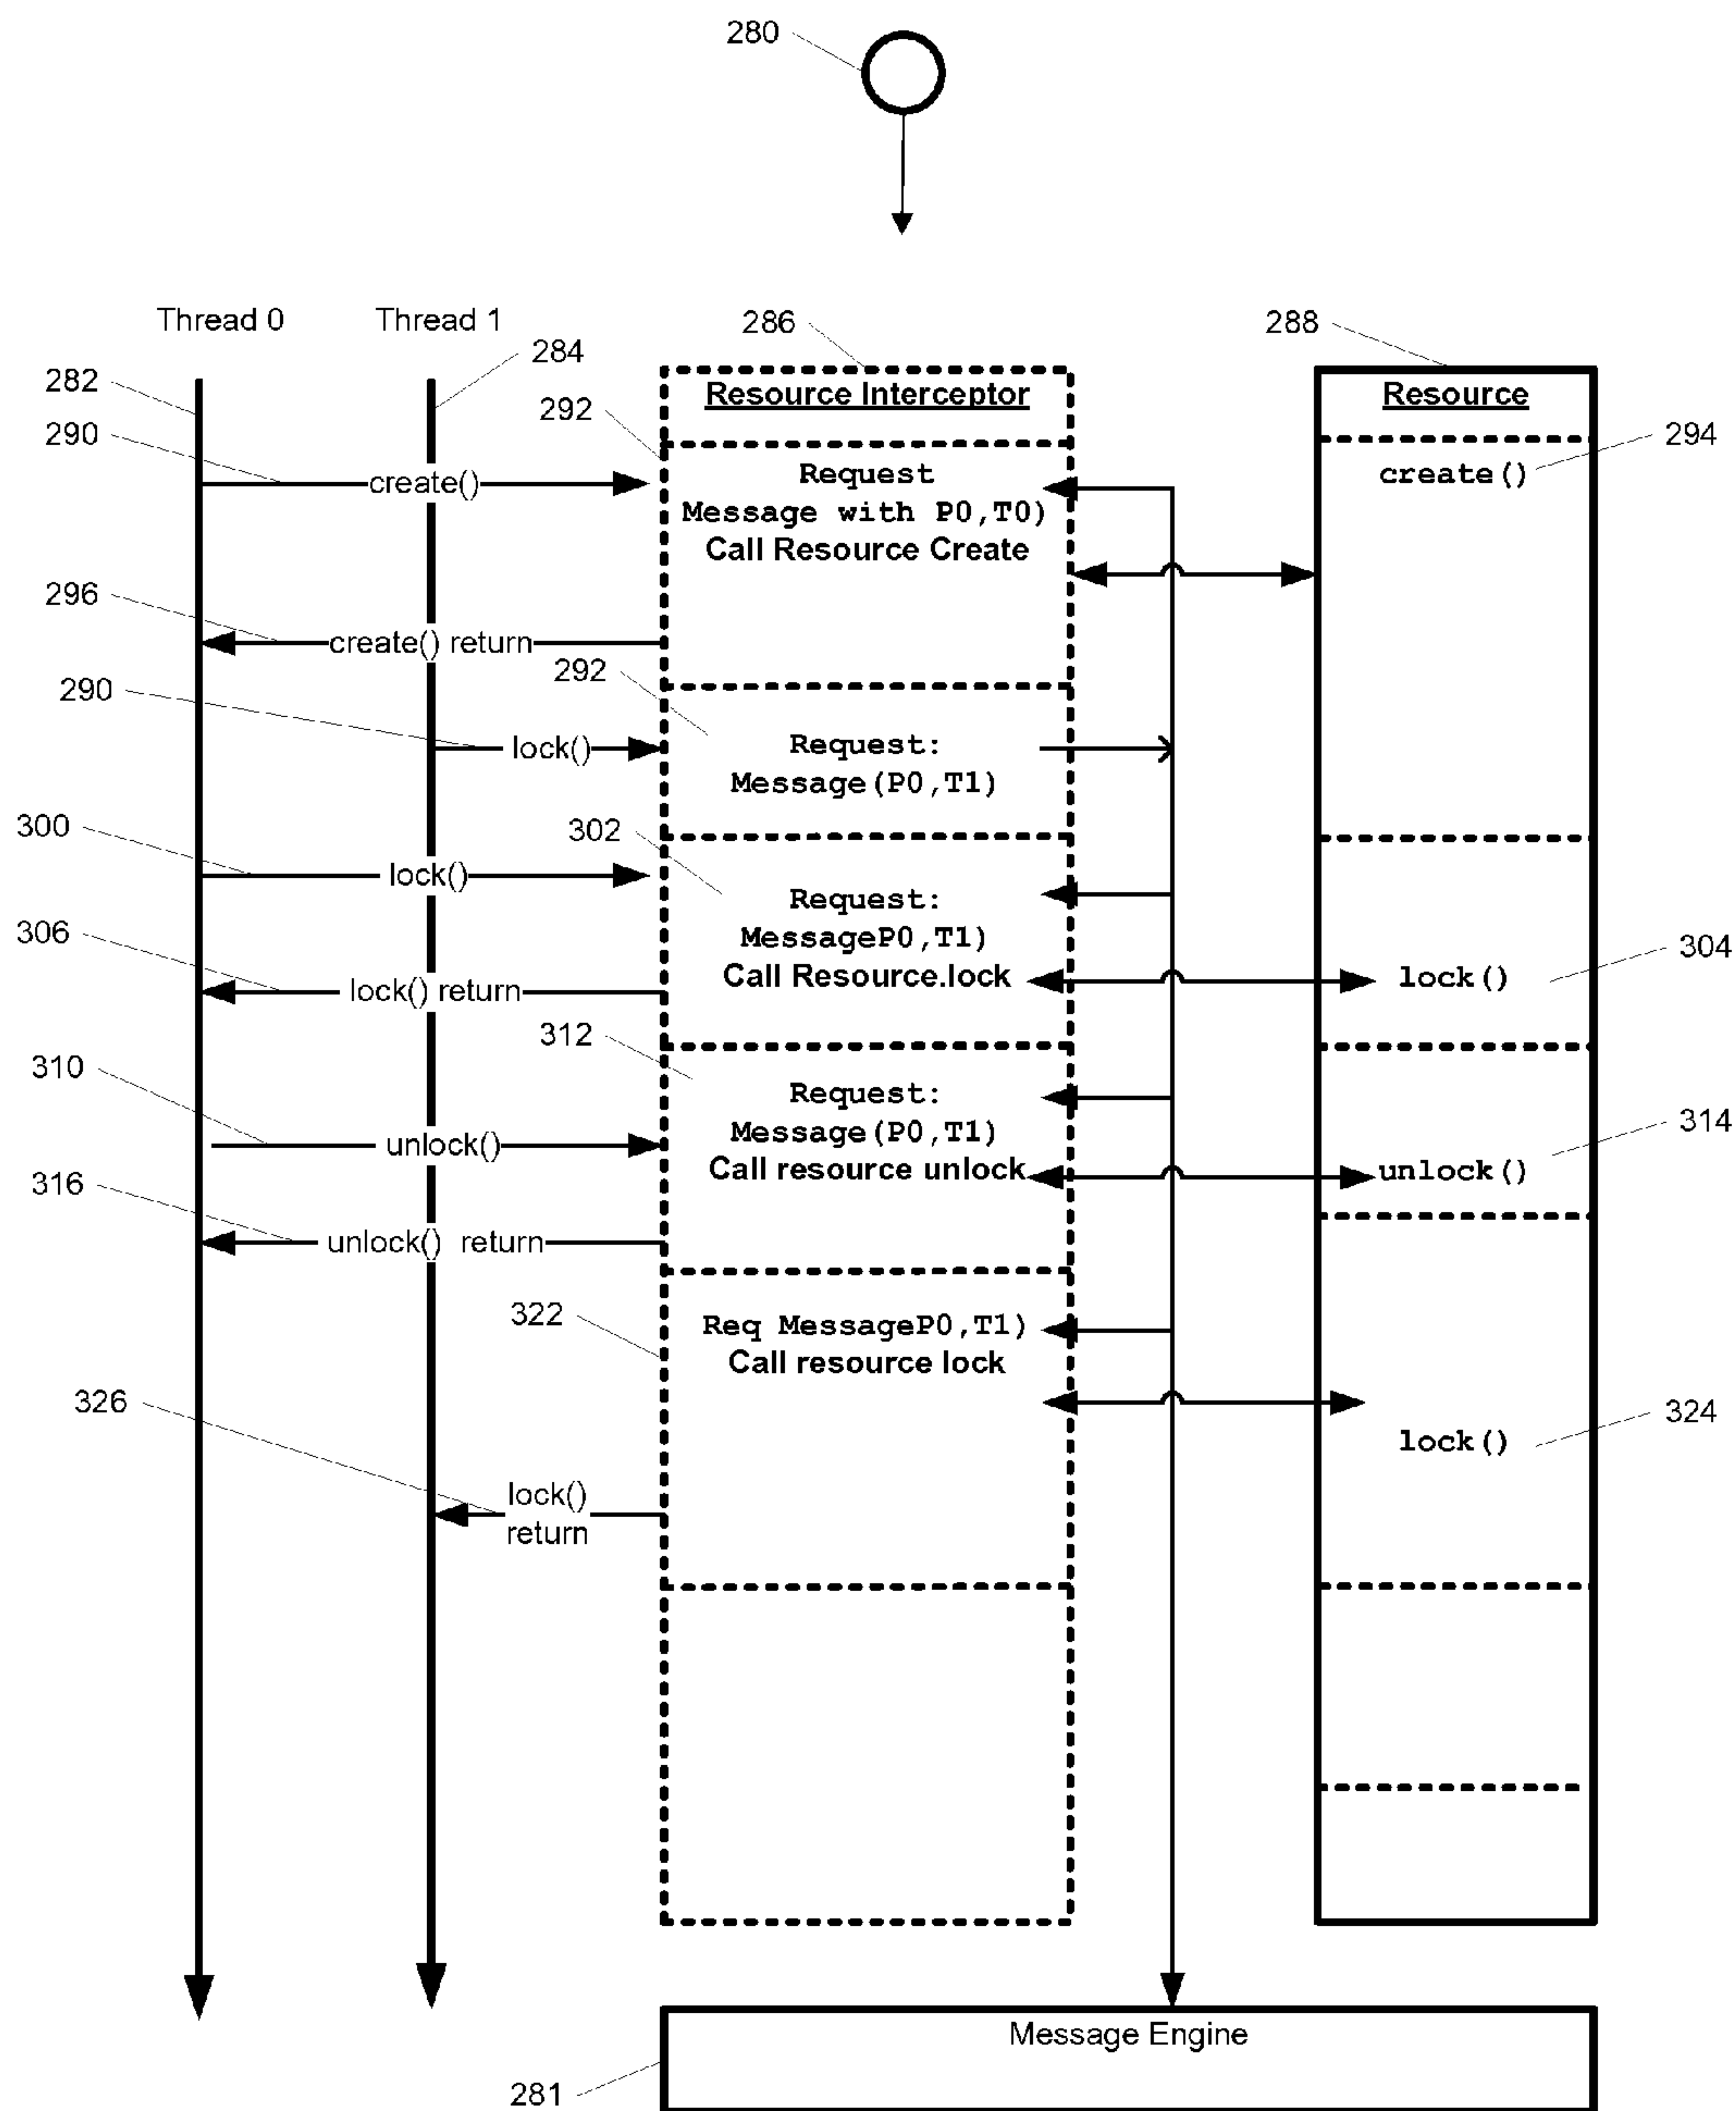 280
Thread 0
Thread 1
286
288
284
282
Resource Interceptor
Resource
292
290
294
create()
Request
create()
Message with P0,T0)
Call Resource Create
296
create() return
292
290
lock()
Request:
Message(P0,T1)
300
302
lock()
Request:
306
MessageP0,T1)
304
Call Resource.lock
lock()
lock() return
312
310
Request:
314
Message(P0,T1)
unlock()
Call resource unlock
unlock()
316
unlock() return
322
Req MessageP0,T1)
Call resource lock
326
324
lock()
lock()
return
Message Engine
281